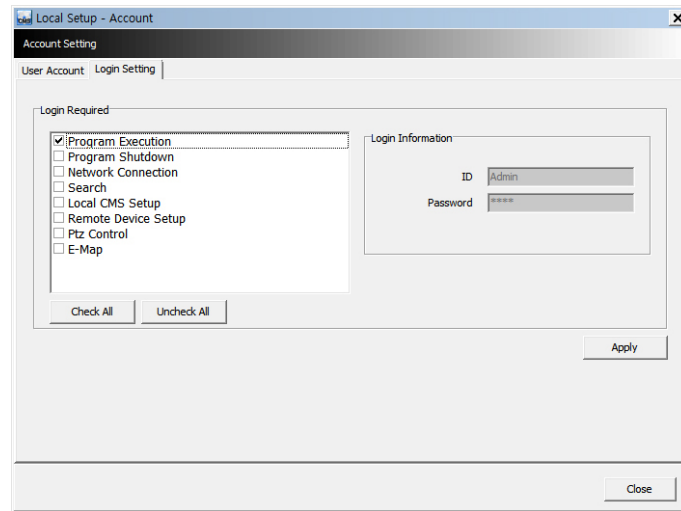 Local Setup - Account
Account Setting
User Account Login Setting
Login Required
Program Execution
Program Shutdown
Network Connection
Search
Local CMS Setup
Remote Device Setup
Ptz Control
E-Map
Check All Uncheck All
Login Information
ID Admin
Password ****
Apply
Close